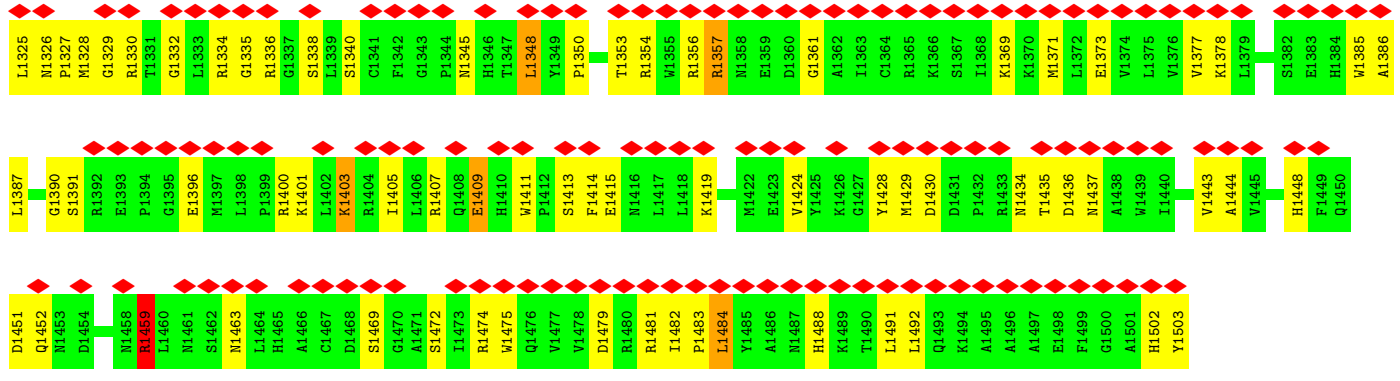 L1325 N1326 P1327 M1328 G1329 R1330 T1331 G1332 L1333 R1334 G1335 R1336 G1337 S1338 L1339 S1340 C1341 F1342 G1343 P1344 N1345 H1346 T1347 L1348 Y1349 P1350 T1353 R1354 W1355 R1356 R1357 N1358 E1359 D1360 G1361 A1362 I1363 C1364 R1365 K1366 S1367 I1368 K1369 K1370 M1371 L1372 E1373 V1374 L1375 V1376 V1377 K1378 L1379 S1382 E1383 H1384 W1385 A1386
L1387 G1390 S1391 R1392 E1393 P1394 G1395 E1396 M1397 L1398 P1399 R1400 K1401 L1402 K1403 R1404 I1405 L1406 R1407 Q1408 E1409 H1410 W1411 P1412 S1413 F1414 E1415 N1416 L1417 L1418 K1419 M1422 E1423 V1424 Y1425 K1426 G1427 Y1428 M1429 D1430 D1431 P1432 R1433 N1434 T1435 D1436 N1437 A1438 W1439 I1440 V1443 A1444 V1445 H1448 F1449 Q1450
D1451 Q1452 N1453 D1454 N1458 R1459 L1460 N1461 S1462 N1463 L1464 H1465 A1466 C1467 D1468 S1469 G1470 A1471 S1472 I1473 R1474 W1475 Q1476 V1477 V1478 D1479 R1480 R1481 I1482 P1483 L1484 Y1485 A1486 N1487 H1488 K1489 T1490 L1491 L1492 Q1493 K1494 A1495 A1496 A1497 E1498 F1499 G1500 A1501 H1502 Y1503